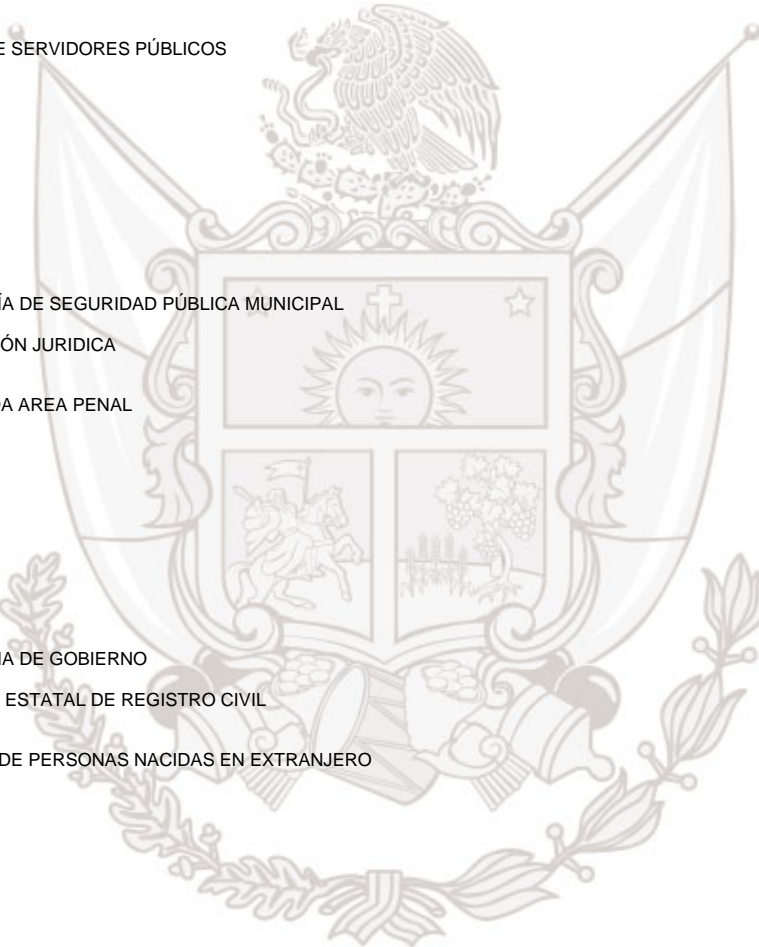 E SERVIDORES PÚBLICOS
ÍA DE SEGURIDAD PÚBLICA MUNICIPAL
ÓN JURIDICA
DA AREA PENAL
IA DE GOBIERNO
ESTATAL DE REGISTRO CIVIL
DE PERSONAS NACIDAS EN EXTRANJERO